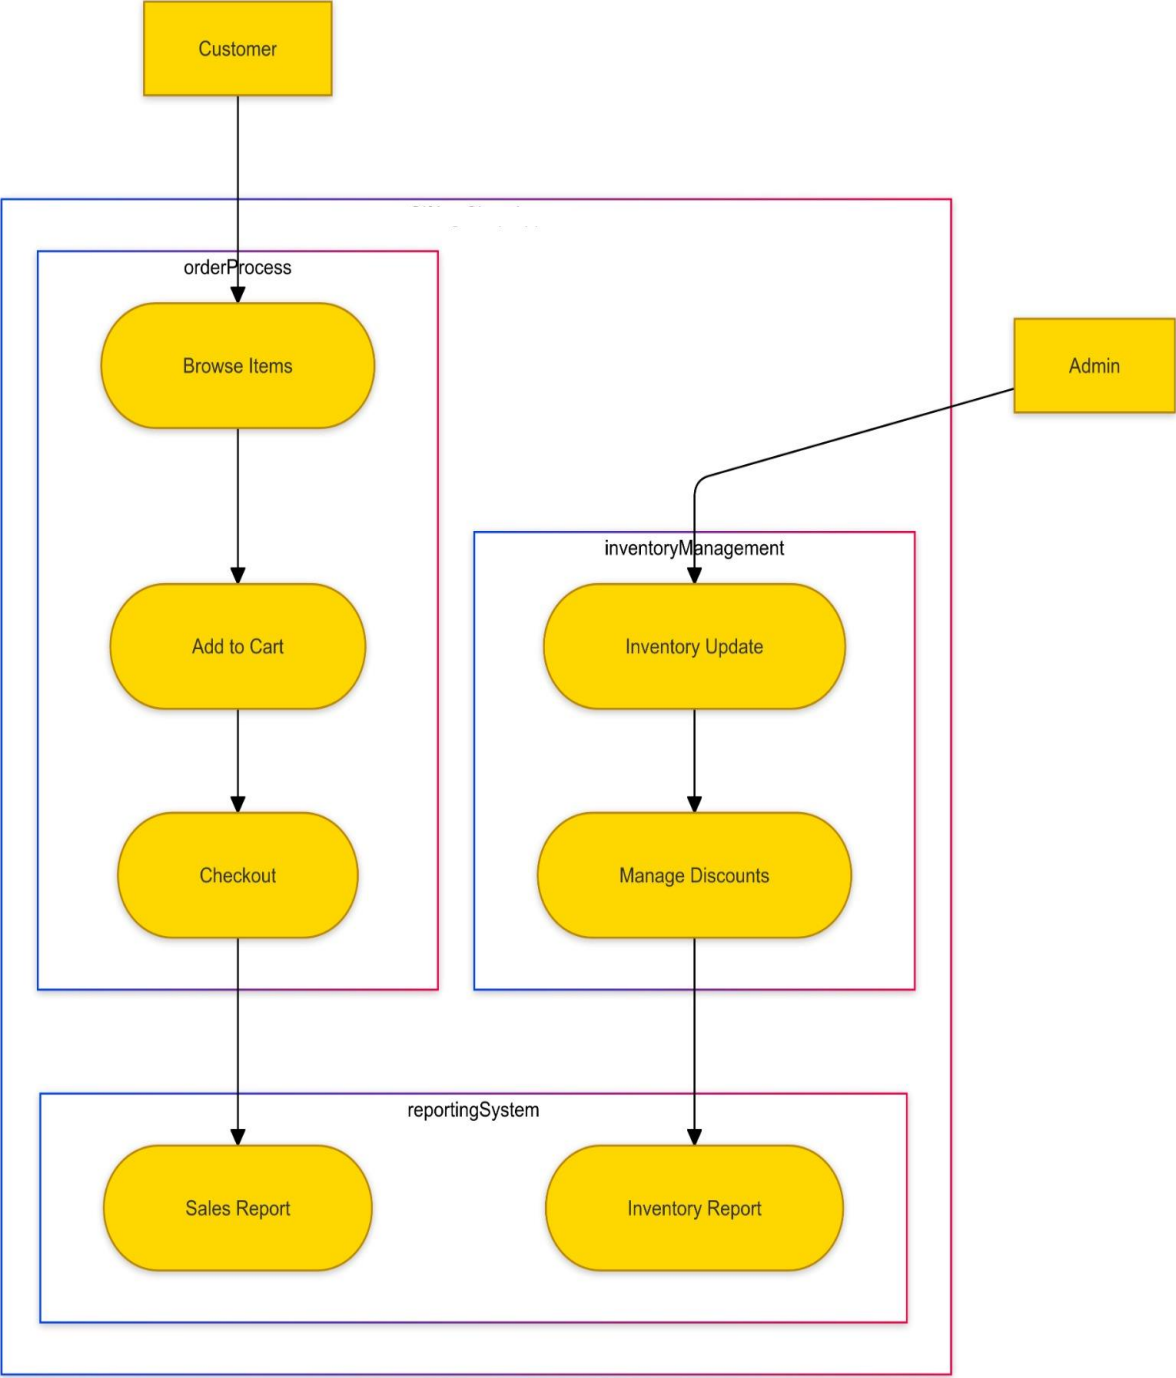 Customer
orderProcess
Browse Items
Admin
inventoryManagement
Add to Cart
Inventory Update
Checkout
Manage Discounts
reportingSystem
Sales Report
Inventory Report